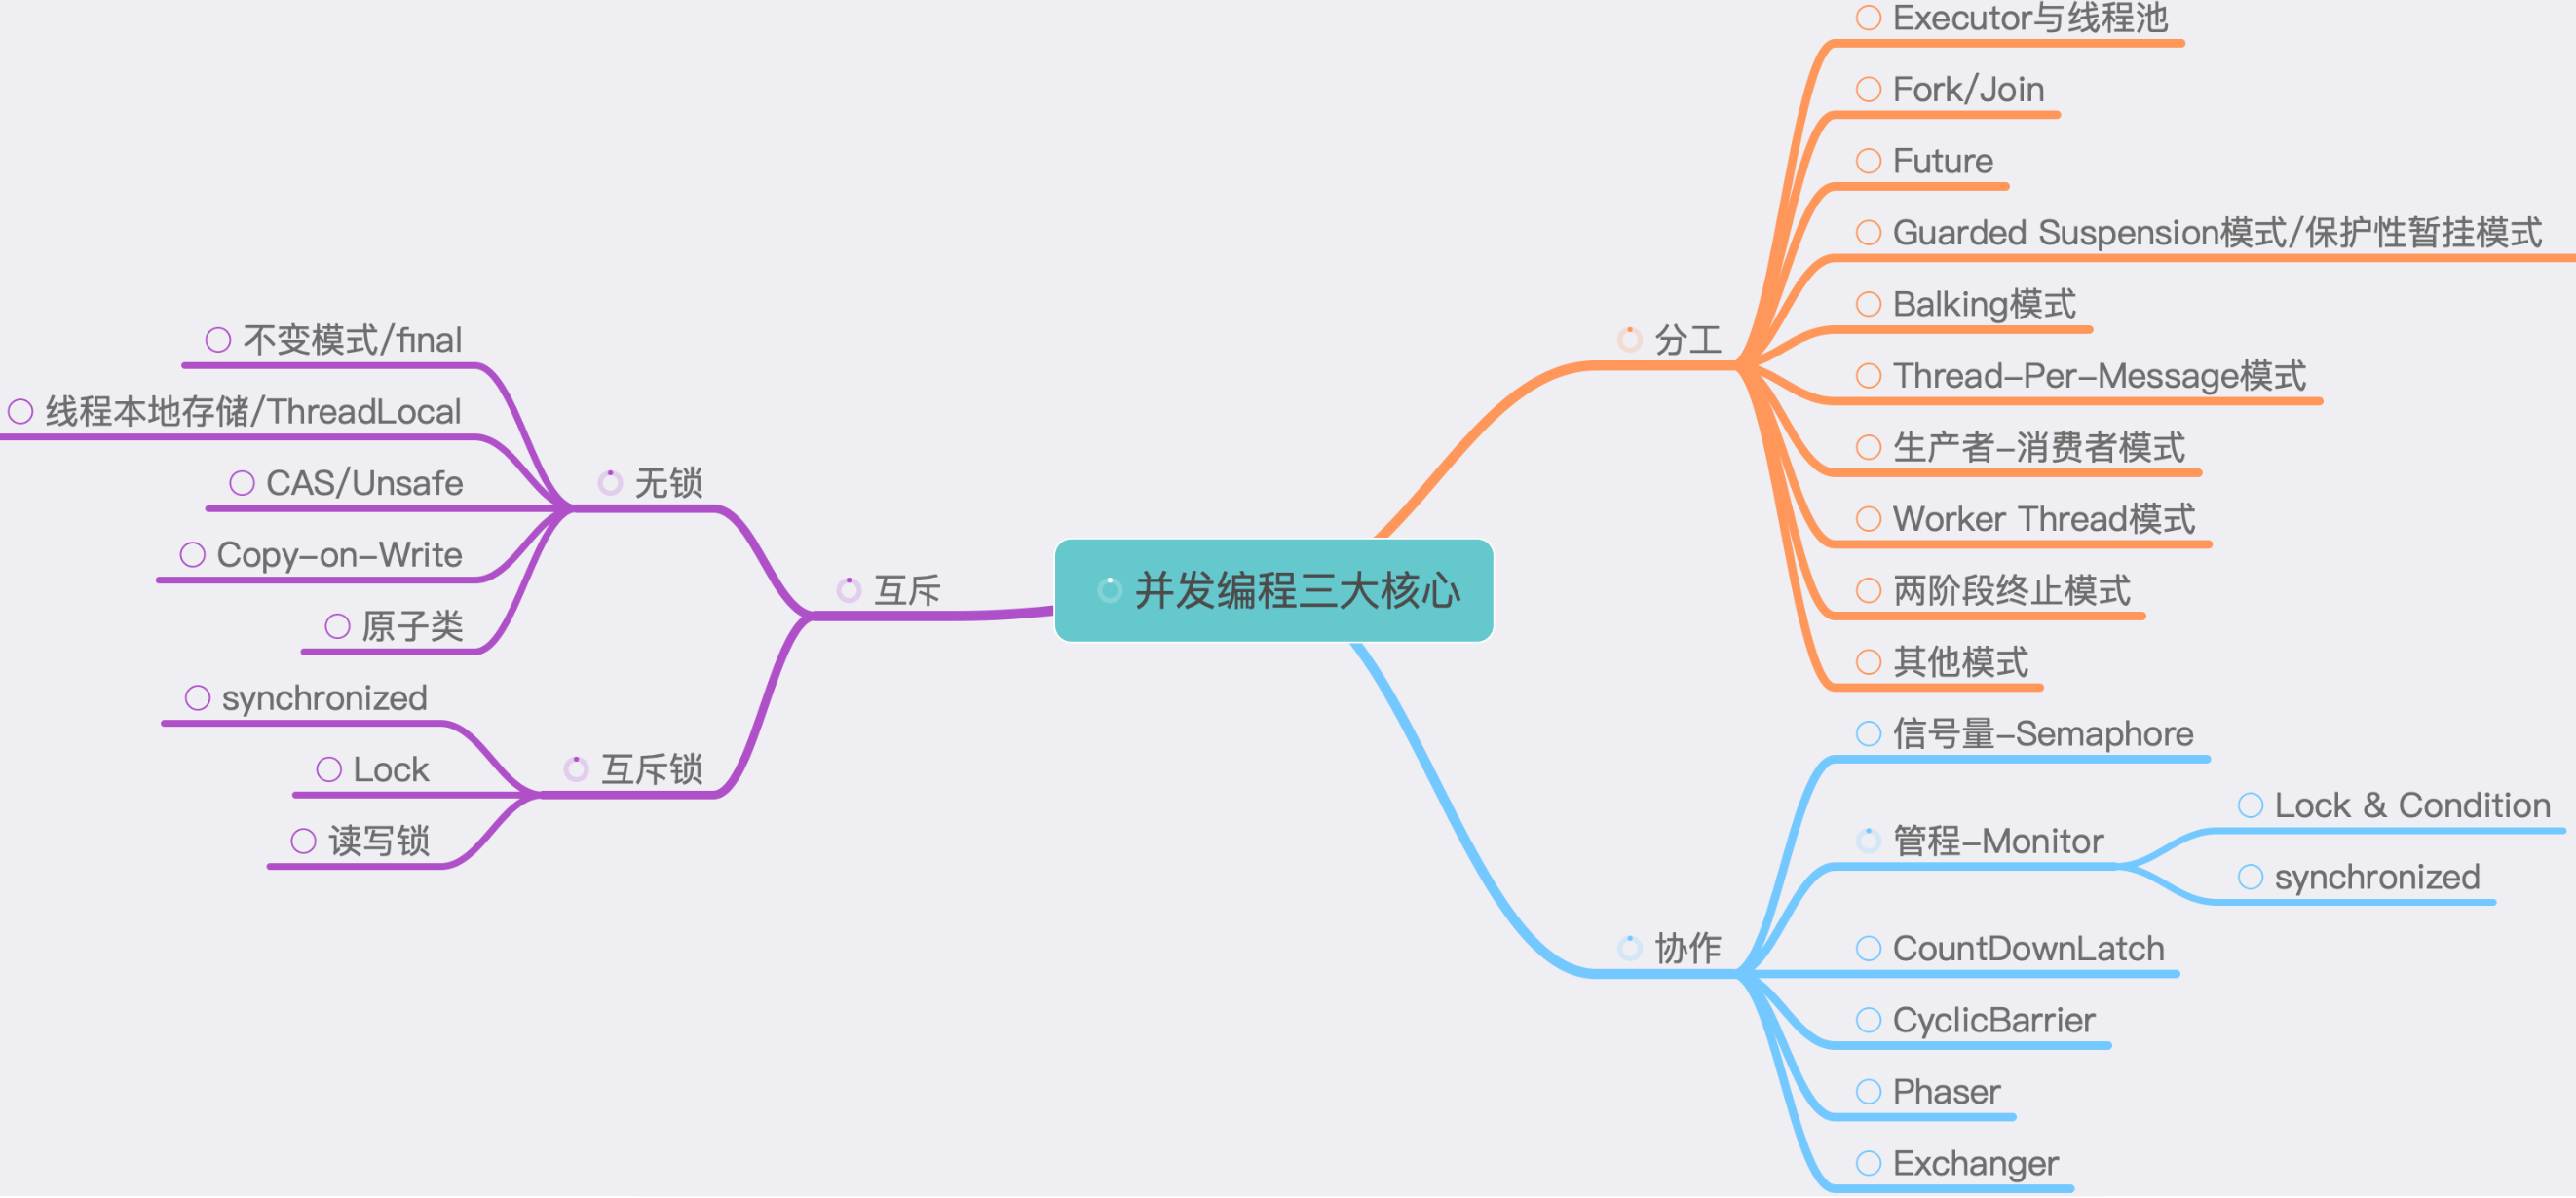 并发编程三大核心
分工
Executor与线程池
Fork/Join
Future
Guarded Suspension模式/保护性暂挂模式
Balking模式
Thread-Per-Message模式
生产者-消费者模式
Worker Thread模式
两阶段终止模式
其他模式
协作
信号量-Semaphore
管程-Monitor
Lock & Condition
synchronized
CountDownLatch
CyclicBarrier
Phaser
Exchanger
互斥
无锁
不变模式/final
线程本地存储/ThreadLocal
CAS/Unsafe
Copy-on-Write
原子类
互斥锁
synchronized
Lock
读写锁